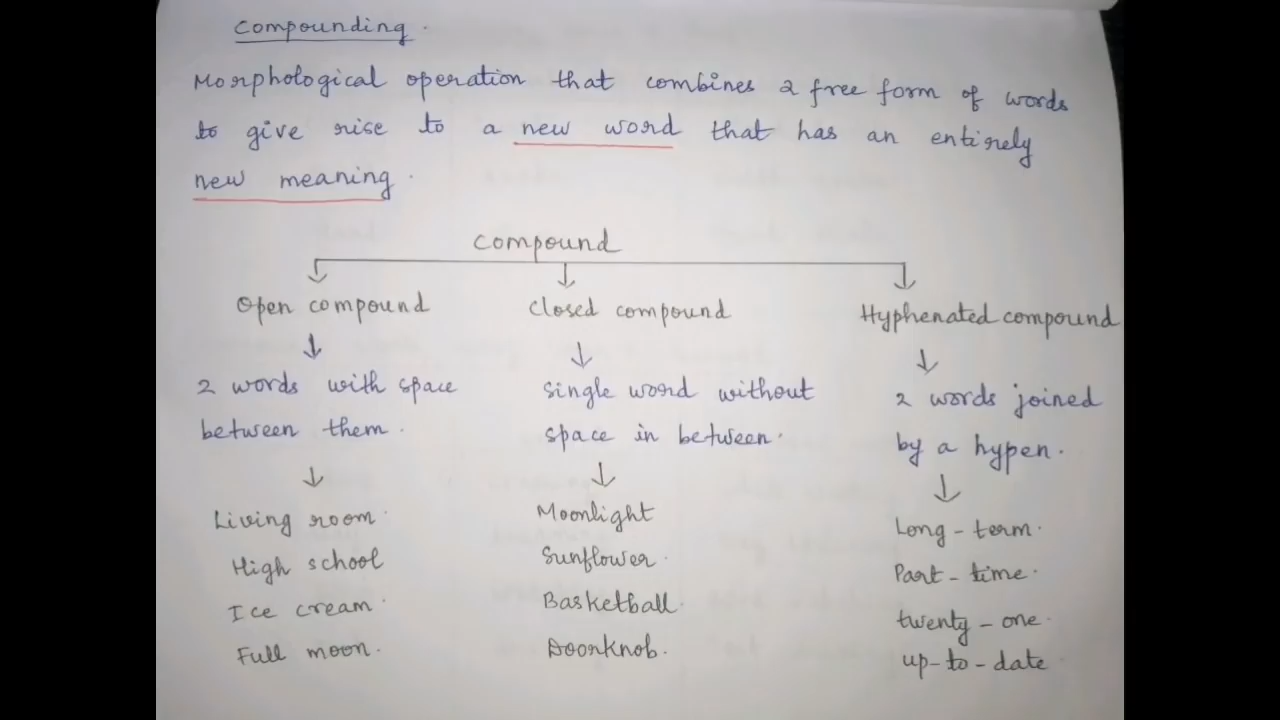 Compounding.
Morphological operation that combines 2 free form of words
to give rise to a new word that has an entirely
new meaning.
Compound
Open compound
Closed compound
Hyphenated compound
2 words with space
between them.
Single word without
space in between.
2 words joined
by a hypen.
Living room
High school
Ice cream
Full moon.
Moonlight
Sunflower
Basketball
Doorknob.
Long-term.
Part-time.
twenty-one
up-to-date